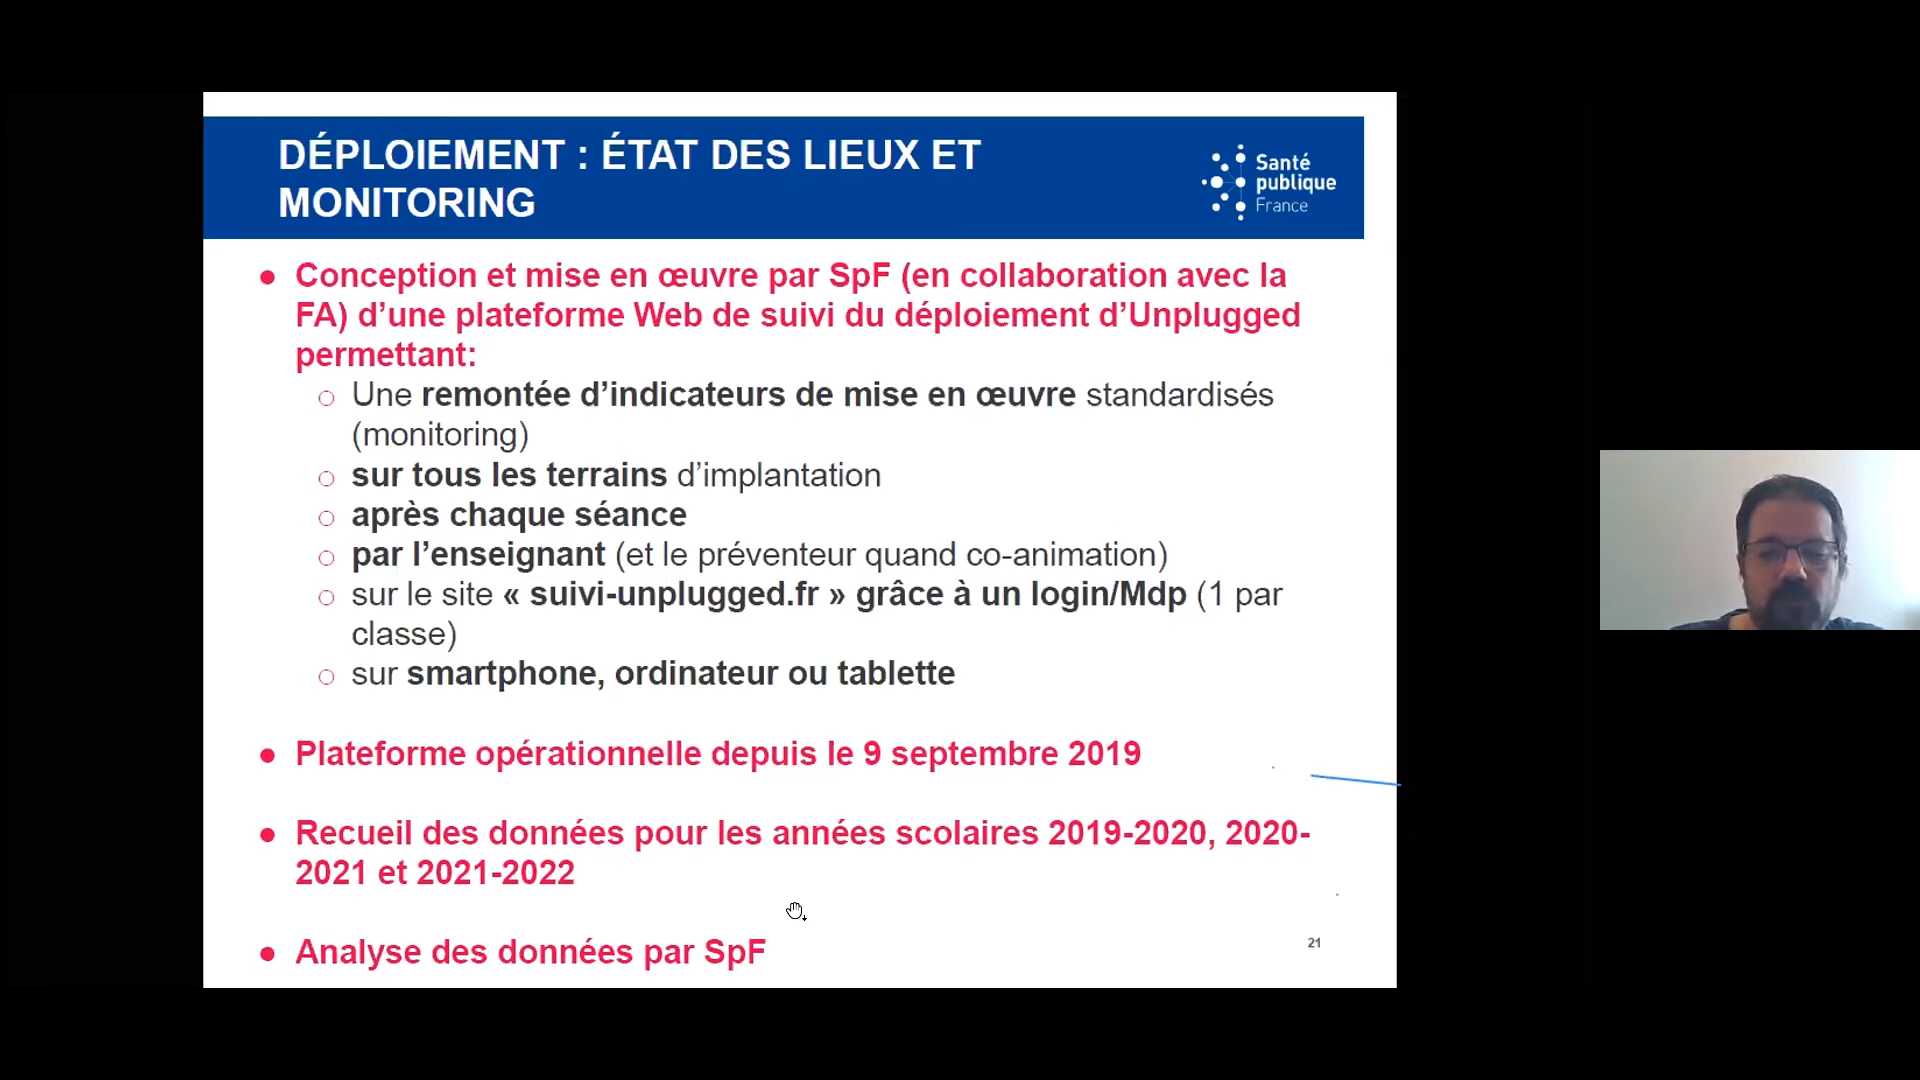 DÉPLOIEMENT : ÉTAT DES LIEUX ET
MONITORING
Santé
publique
France
● Conception et mise en œuvre par SpF (en collaboration avec la
FA) d’une plateforme Web de suivi du déploiement d’Unplugged
permettant:
○ Une remontée d’indicateurs de mise en œuvre standardisés
(monitoring)
○ sur tous les terrains d’implantation
○ après chaque séance
○ par l’enseignant (et le préventeur quand co-animation)
○ sur le site « suivi-unplugged.fr » grâce à un login/Mdp (1 par
classe)
○ sur smartphone, ordinateur ou tablette
● Plateforme opérationnelle depuis le 9 septembre 2019
● Recueil des données pour les années scolaires 2019-2020, 2020-
2021 et 2021-2022
● Analyse des données par SpF
21